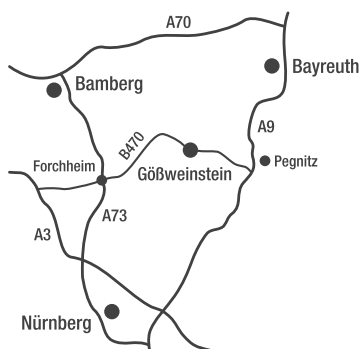 A70
Bayreuth
Bamberg
A9
B470
Forchheim
Pegnitz
Gößweinstein
A73
A3
Nürnberg